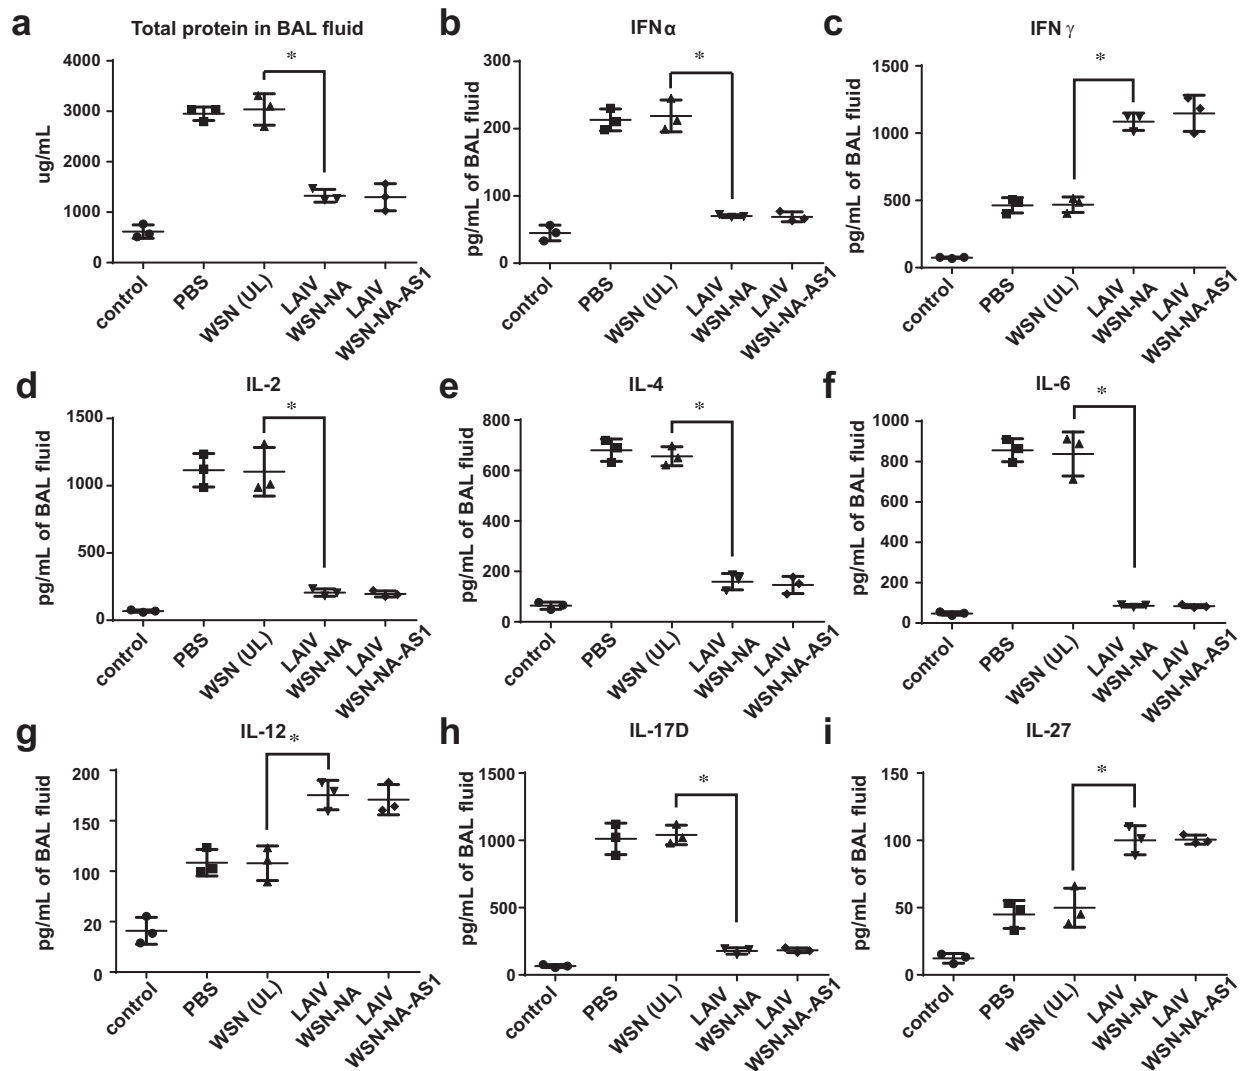 a
Total protein in BAL fluid
ug/mL
4000
3000
2000
1000
0
*
control
PBS
WSN (UL)
LAIV
WSN-NA
LAIV
WSN-NA-AS1
b
IFNα
pg/mL of BAL fluid
300
200
100
0
*
control
PBS
WSN (UL)
LAIV
WSN-NA
LAIV
WSN-NA-AS1
c
IFN γ
pg/mL of BAL fluid
1500
1000
500
0
*
control
PBS
WSN (UL)
LAIV
WSN-NA
LAIV
WSN-NA-AS1
d
IL-2
pg/mL of BAL fluid
1500
1000
500
0
*
control
PBS
WSN (UL)
LAIV
WSN-NA
LAIV
WSN-NA-AS1
e
IL-4
pg/mL of BAL fluid
800
600
400
200
0
*
control
PBS
WSN (UL)
LAIV
WSN-NA
LAIV
WSN-NA-AS1
f
IL-6
pg/mL of BAL fluid
1000
800
600
400
200
0
*
control
PBS
WSN (UL)
LAIV
WSN-NA
LAIV
WSN-NA-AS1
g
IL-12
pg/mL of BAL fluid
200
150
100
20
0
*
control
PBS
WSN (UL)
LAIV
WSN-NA
LAIV
WSN-NA-AS1
h
IL-17D
pg/mL of BAL fluid
1500
1000
500
0
*
control
PBS
WSN (UL)
LAIV
WSN-NA
LAIV
WSN-NA-AS1
i
IL-27
pg/mL of BAL fluid
150
100
50
0
*
control
PBS
WSN (UL)
LAIV
WSN-NA
LAIV
WSN-NA-AS1